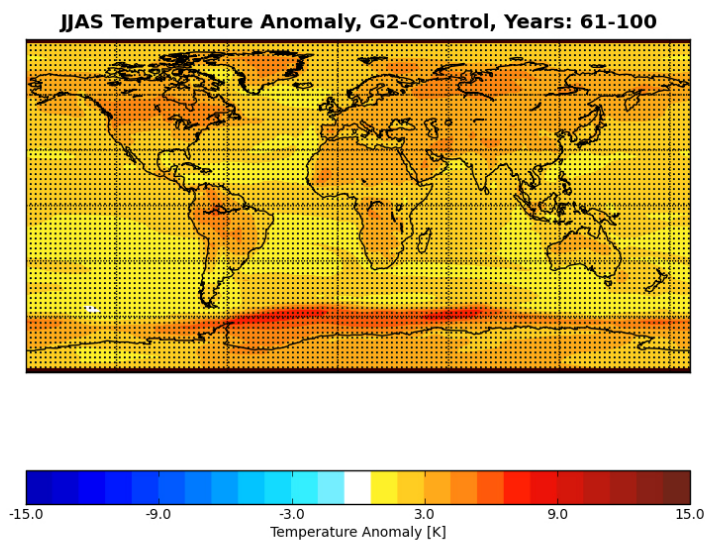 JJAS Temperature Anomaly, G2-Control, Years: 61-100
-15.0 -9.0 -3.0 3.0 9.0 15.0
Temperature Anomaly [K]